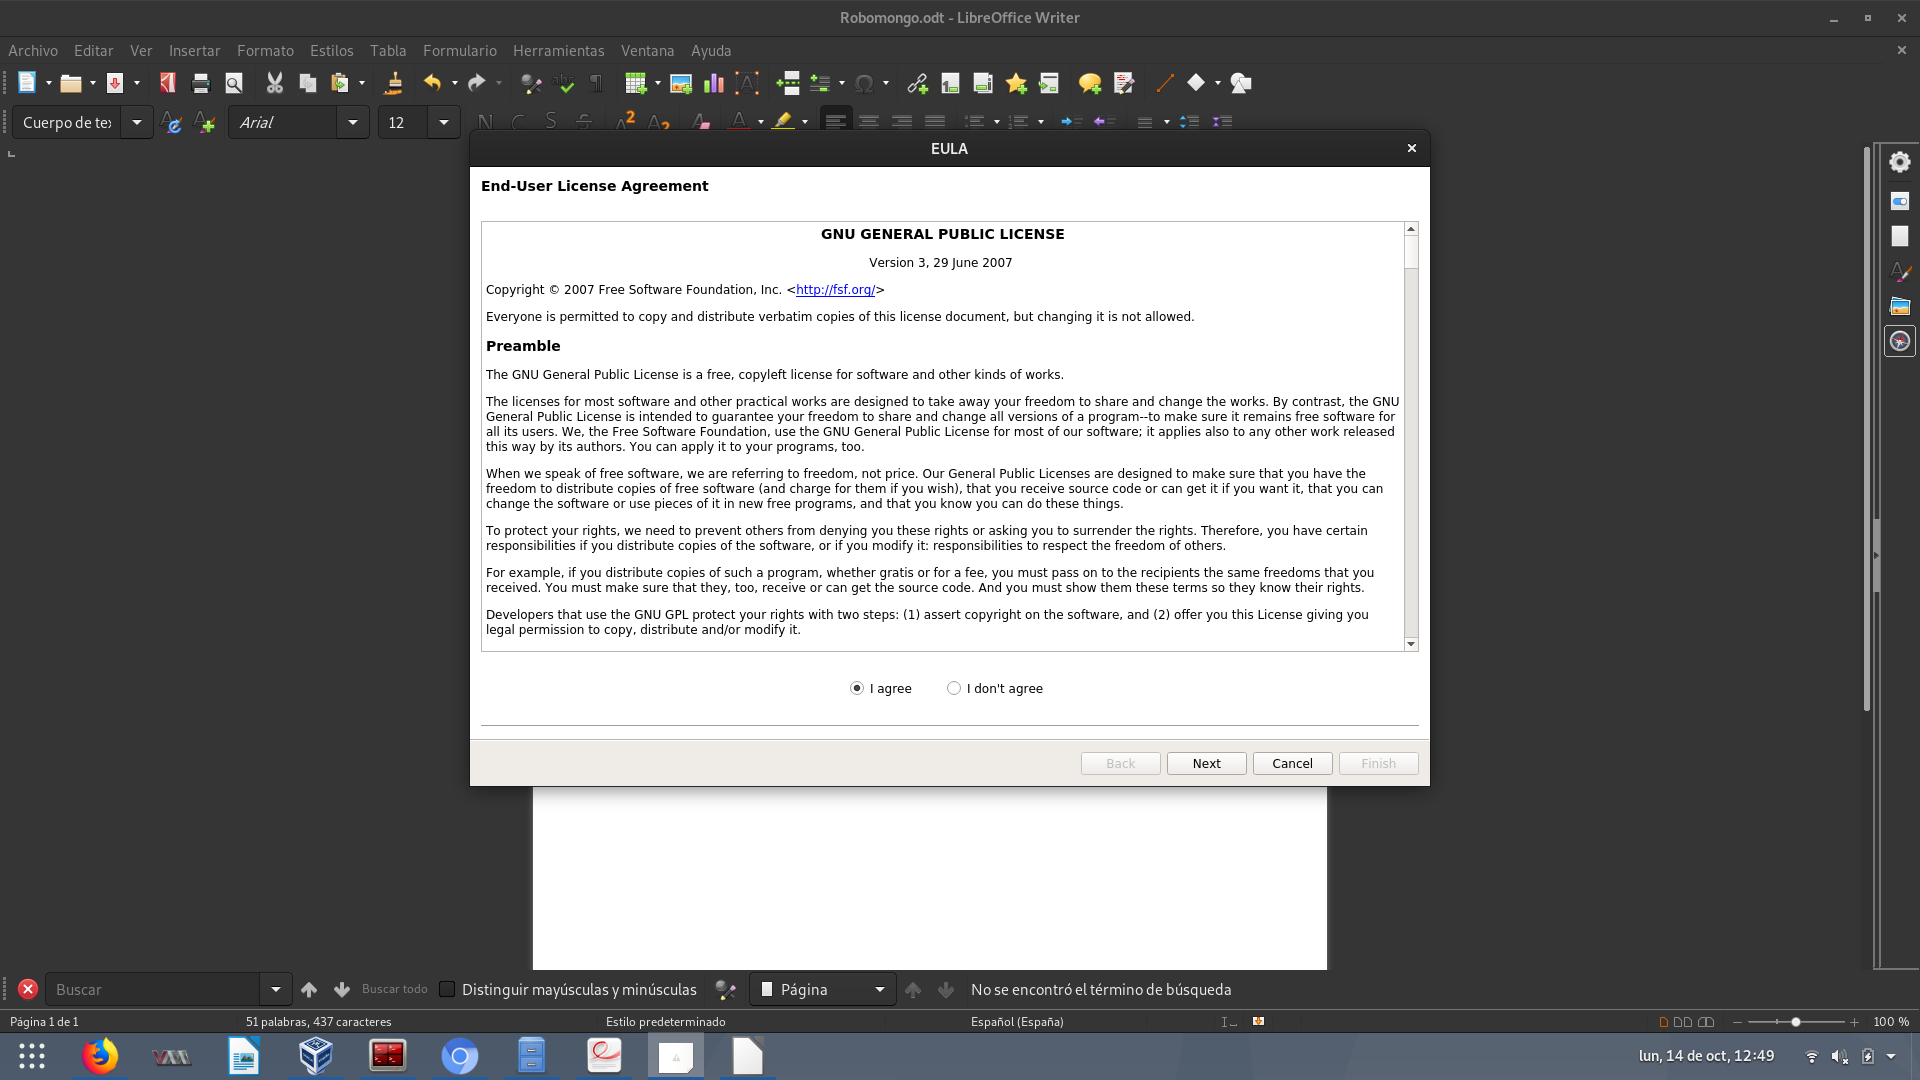 Robomongo.odt - LibreOffice Writer
Archivo Editar Ver Insertar Formato Estilos Tabla Formulario Herramientas Ventana Ayuda
Cuerpo de te
Arial
12
EULA
End-User License Agreement
GNU GENERAL PUBLIC LICENSE
Version 3, 29 June 2007
Copyright © 2007 Free Software Foundation, Inc. <http://fsf.org/>
Everyone is permitted to copy and distribute verbatim copies of this license document, but changing it is not allowed.
Preamble
The GNU General Public License is a free, copyleft license for software and other kinds of works.
The licenses for most software and other practical works are designed to take away your freedom to share and change the works. By contrast, the GNU
General Public License is intended to guarantee your freedom to share and change all versions of a program--to make sure it remains free software for
all its users. We, the Free Software Foundation, use the GNU General Public License for most of our software; it applies also to any other work released
this way by its authors. You can apply it to your programs, too.
When we speak of free software, we are referring to freedom, not price. Our General Public Licenses are designed to make sure that you have the
freedom to distribute copies of free software (and charge for them if you wish), that you receive source code or can get it if you want it, that you can
change the software or use pieces of it in new free programs, and that you know you can do these things.
To protect your rights, we need to prevent others from denying you these rights or asking you to surrender the rights. Therefore, you have certain
responsibilities if you distribute copies of the software, or if you modify it: responsibilities to respect the freedom of others.
For example, if you distribute copies of such a program, whether gratis or for a fee, you must pass on to the recipients the same freedoms that you
received. You must make sure that they, too, receive or can get the source code. And you must show them these terms so they know their rights.
Developers that use the GNU GPL protect your rights with two steps: (1) assert copyright on the software, and (2) offer you this License giving you
legal permission to copy, distribute and/or modify it.
I agree I don't agree
Back Next Cancel Finish
Buscar Buscar todo Distinguir mayúsculas y minúsculas Página No se encontró el término de búsqueda
Página 1 de 1 51 palabras, 437 caracteres Estilo predeterminado Español (España) 100 %
lun, 14 de oct, 12:49